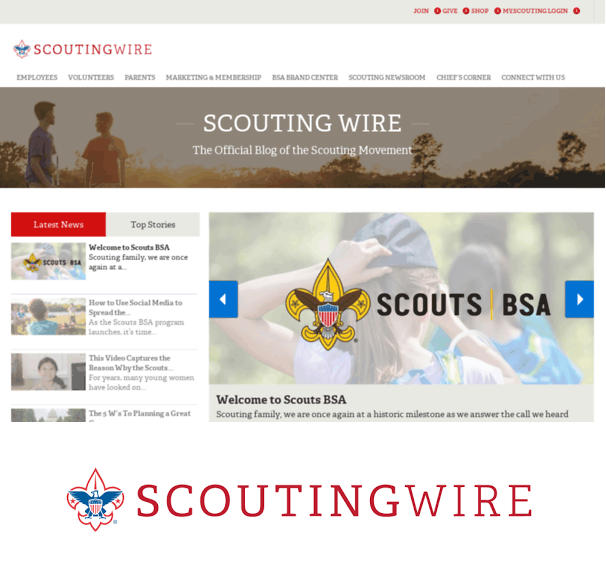 JOIN GIVE SHOP MYSCOUTING LOGIN
SCOUTINGWIRE
EMPLOYEES VOLUNTEERS PARENTS MARKETING & MEMBERSHIP BSA BRAND CENTER SCOUTING NEWSROOM CHIEF'S CORNER CONNECT WITH US
SCOUTING WIRE
The Official Blog of the Scouting Movement
Latest News Top Stories
SCOUTS BSA
Welcome to Scouts BSA
Scouting family, we are once
again at a...
How to Use Social Media to
Spread the...
As the Scouts BSA program
launches, it's time...
This Video Captures the
Reason Why the Scouts...
For years, many young women
have looked on...
The 5 W's To Planning a Great
SCOUTS BSA
Welcome to Scouts BSA
Scouting family, we are once again at a historic milestone as we answer the call we heard
SCOUTINGWIRE